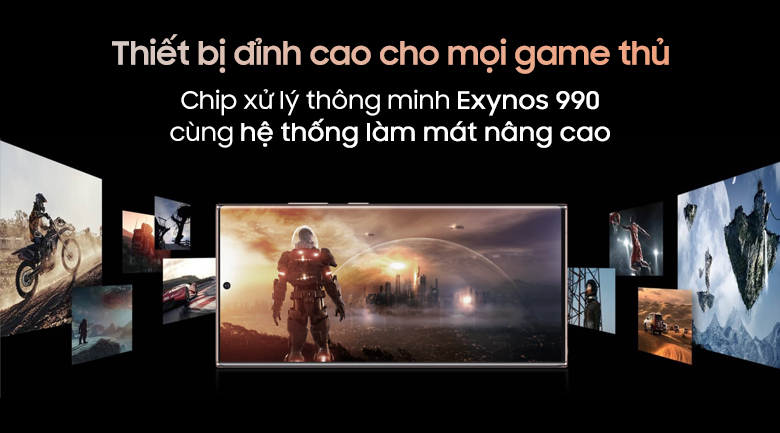 Thiết bị đỉnh cao cho mọi game thủ
Chip xử lý thông minh Exynos 990
cùng hệ thống làm mát nâng cao